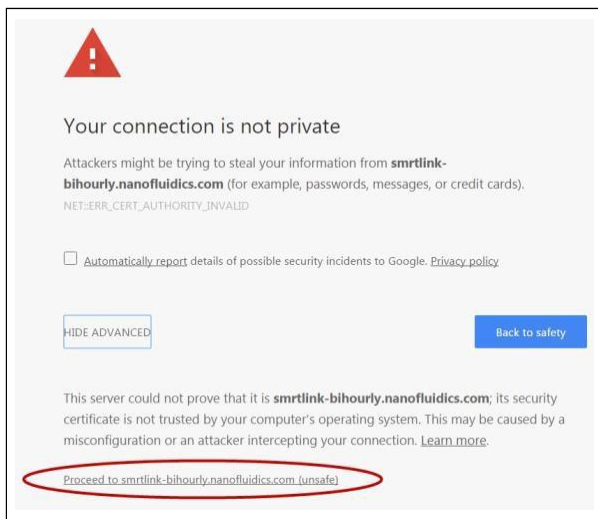 Your connection is not private
Attackers might be trying to steal your information from smrtlink-
bihourly.nanofluidics.com (for example, passwords, messages, or credit cards).
NET::ERR_CERT_AUTHORITY_INVALID
Automatically report details of possible security incidents to Google. Privacy policy
HIDE ADVANCED
Back to safety
This server could not prove that it is smrtlink-bihourly.nanofluidics.com; its security
certificate is not trusted by your computer's operating system. This may be caused by a
misconfiguration or an attacker intercepting your connection. Learn more.
Proceed to smrtlink-bihourly.nanofluidics.com (unsafe)